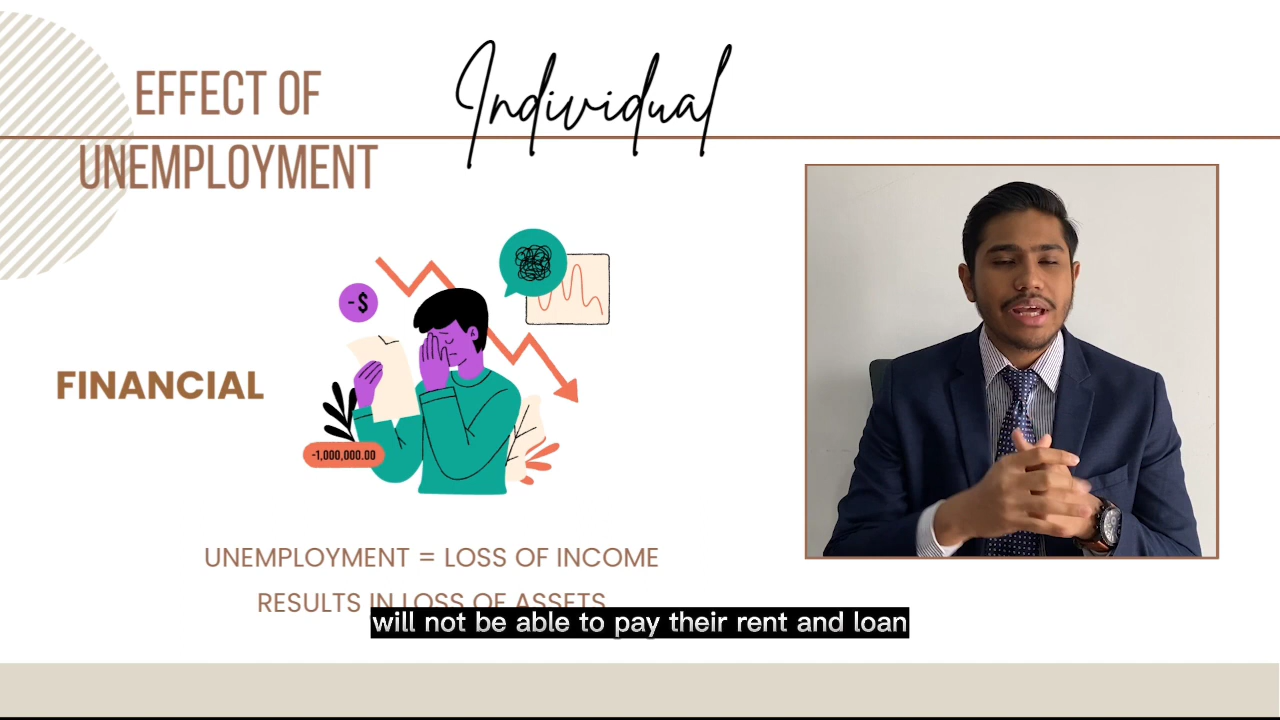 EFFECT OF
UNEMPLOYMENT
Individual
-$
FINANCIAL
-1,000,000.00
UNEMPLOYMENT = LOSS OF INCOME
RESULTS IN LOSS OF ASSETS
will not be able to pay their rent and loan